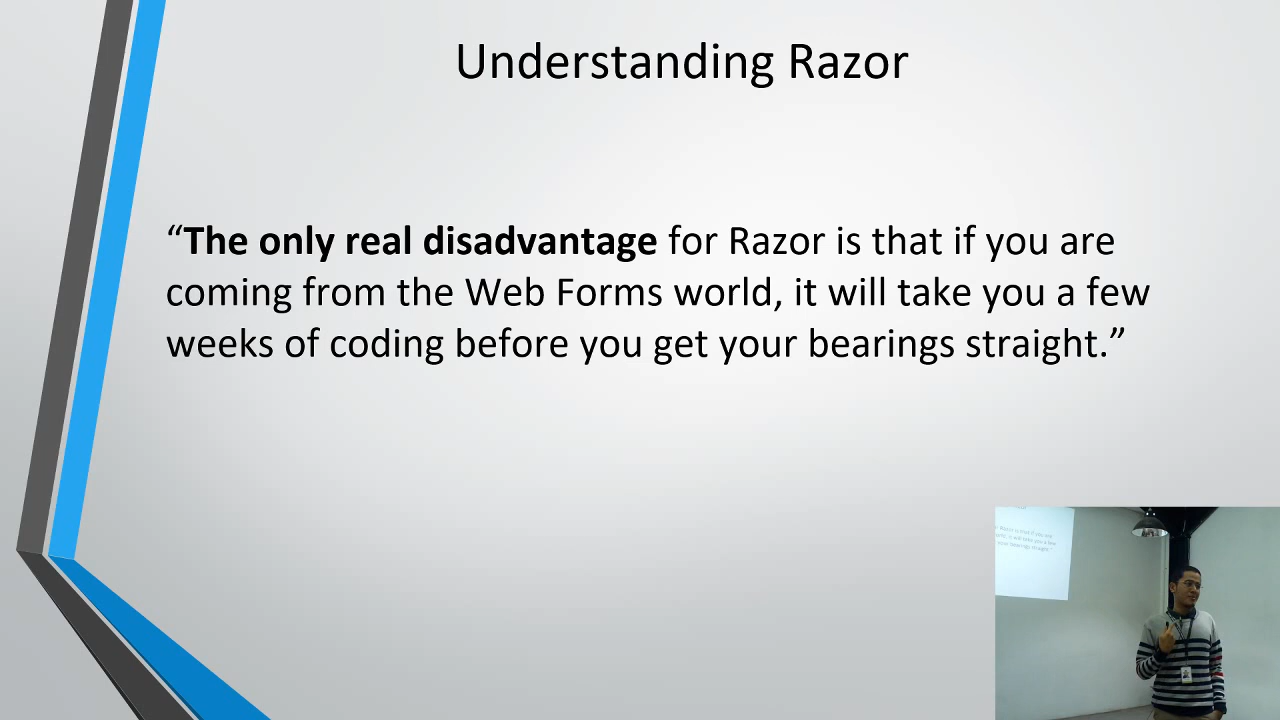 Understanding Razor
“The only real disadvantage for Razor is that if you are
coming from the Web Forms world, it will take you a few
weeks of coding before you get your bearings straight.”